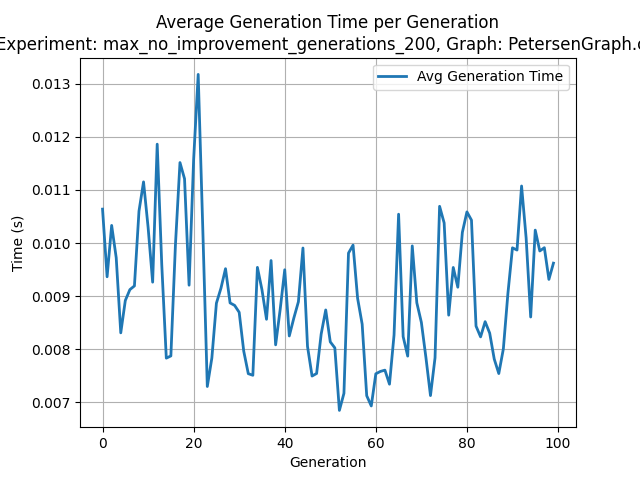 Average Generation Time per Generation
Experiment: max_no_improvement_generations_200, Graph: PetersenGraph.
Avg Generation Time
0.013
0.012
0.011
0.010
0.009
0.008
0.007
Time (s)
0 20 40 60 80 100
Generation